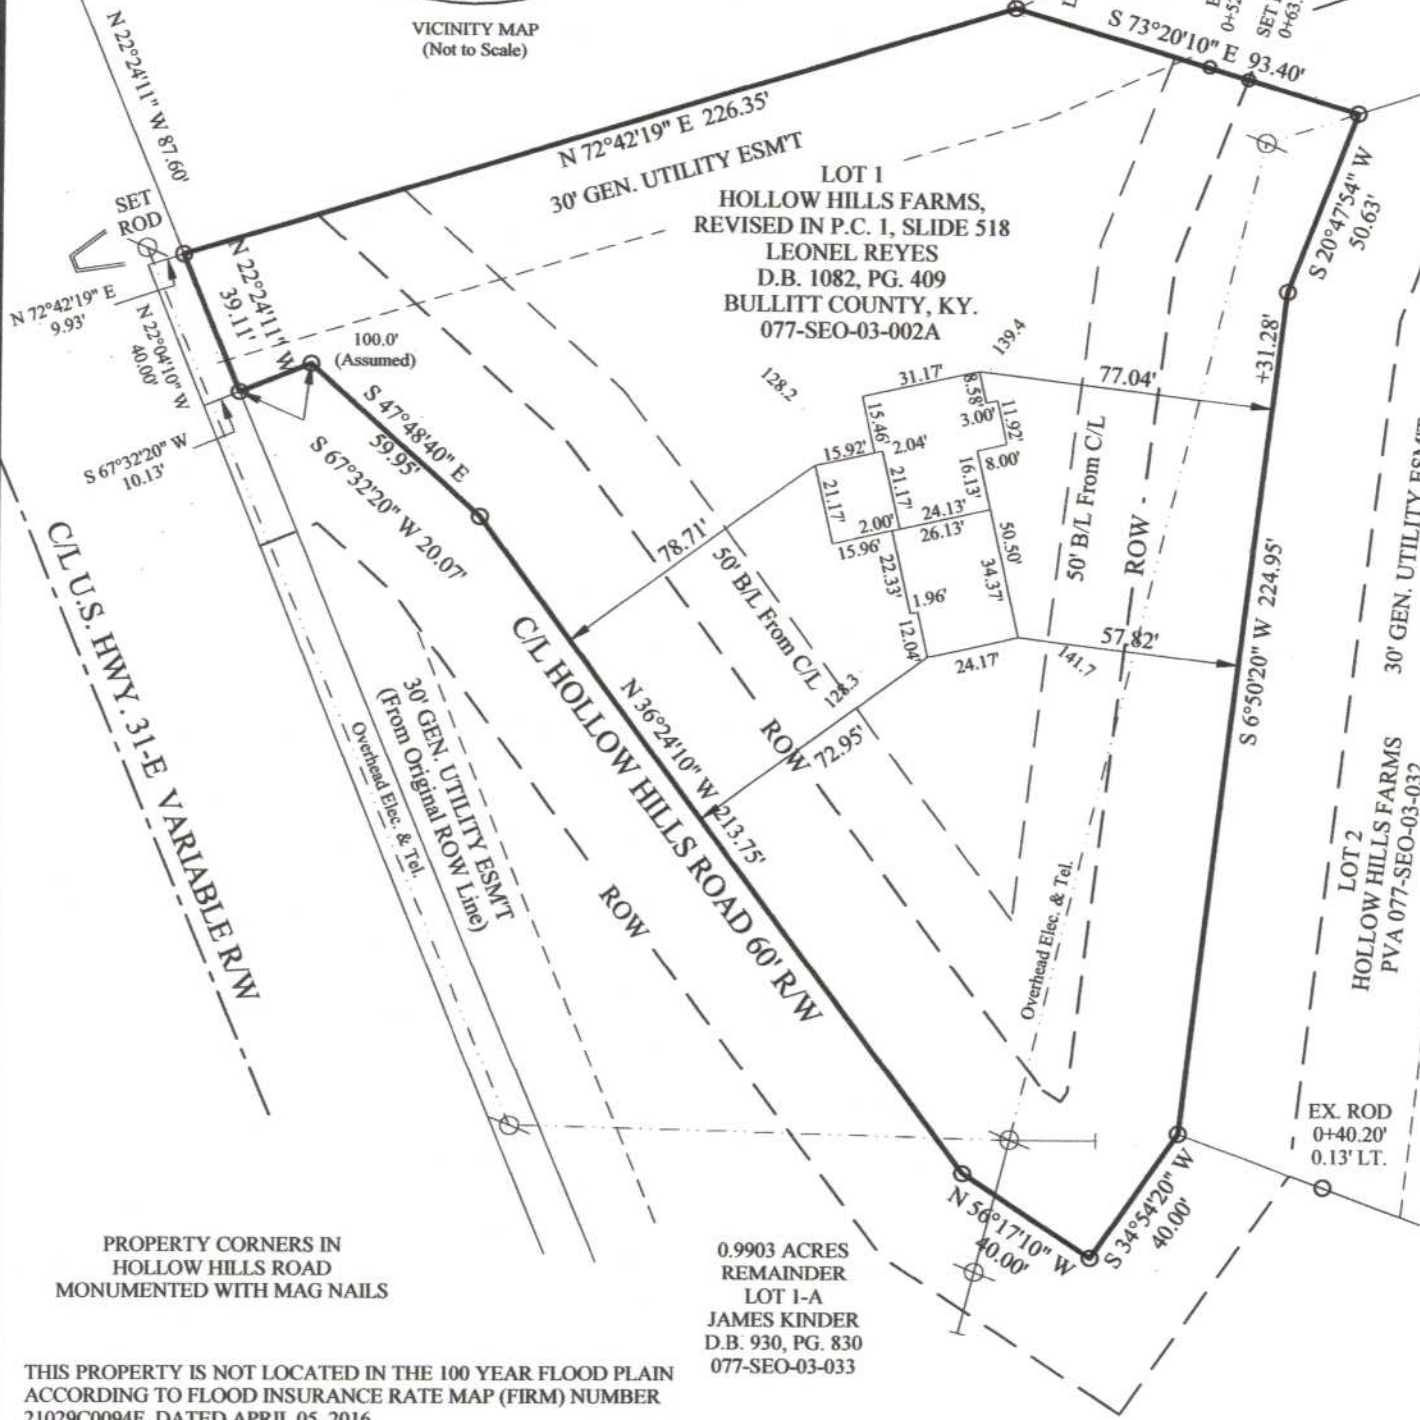 VICINITY MAP
(Not to Scale)
N 22°24'11" W 87.60'
S 73°20'10" E 93.40'
0+52
SET
0+63.
N 72°42'19" E 226.35'
30' GEN. UTILITY ESM'T
LOT 1
HOLLOW HILLS FARMS,
REVISED IN P.C. 1, SLIDE 518
LEONEL REYES
D.B. 1082, PG. 409
BULLITT COUNTY, KY.
077-SEO-03-002A
S 20°47'54" W
50.63'
SET
ROD
N 72°42'19" E
9.93'
N 22°04'10" W
40.00'
N 22°24'11" W
39.11'
100.0'
(Assumed)
S 67°32'20" W
10.13'
S 47°48'40" E
59.95'
S 67°32'20" W 20.07'
128.2
139.4
31.17'
8.58'
3.00'
11.92'
15.46'
15.92'
2.04'
8.00'
16.13'
21.17'
21.17'
24.13'
2.00'
26.13'
15.96'
50.50'
22.33'
34.37'
1.96'
12.04'
24.17'
77.04'
+31.28'
78.71'
50' B/L From C/L
50' B/L From C/L
ROW -
57.82'
141.7
128.3
72.95'
ROW
S 6°50'20" W 224.95'
30' GEN. UTILITY ESM'T
C/L U.S. HWY. 31-E VARIABLE R/W
C/L HOLLOW HILLS ROAD 60' R/W
N 36°24'10" W 213.75'
30' GEN. UTILITY ESM'T
(From Original ROW Line)
Overhead Elec. & Tel.
ROW
Overhead Elec. & Tel.
LOT 2
HOLLOW HILLS FARMS
PVA 077-SEO-03-032
EX. ROD
0+40.20'
0.13' LT.
N 56°17'10" W
40.00'
S 34°54'20" W
40.00'
PROPERTY CORNERS IN
HOLLOW HILLS ROAD
MONUMENTED WITH MAG NAILS
0.9903 ACRES
REMAINDER
LOT 1-A
JAMES KINDER
D.B. 930, PG. 830
077-SEO-03-033
THIS PROPERTY IS NOT LOCATED IN THE 100 YEAR FLOOD PLAIN
ACCORDING TO FLOOD INSURANCE RATE MAP (FIRM) NUMBER
21029C0094E, DATED APRIL 05, 2016